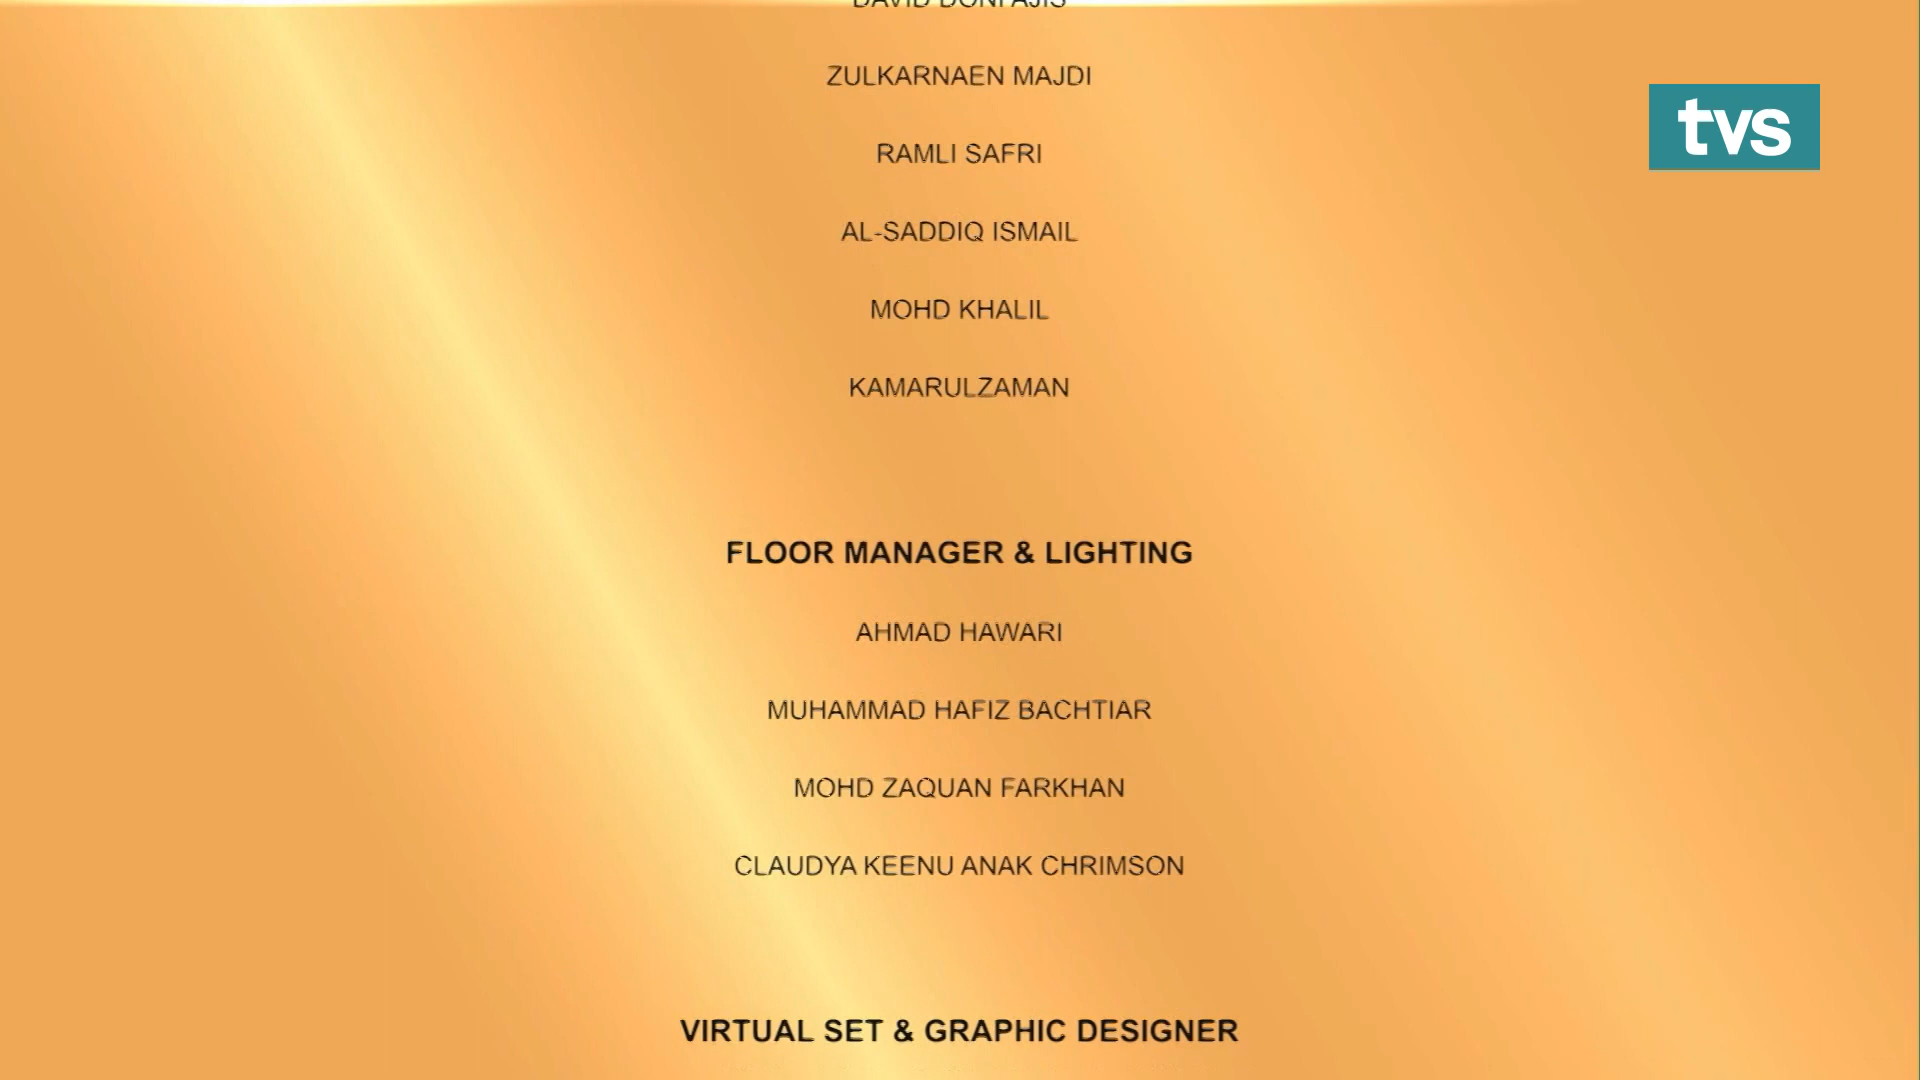 ZULKARNAEN MAJDI
tvs
RAMLI SAFRI
AL-SADDIQ ISMAIL
MOHD KHALIL
KAMARULZAMAN
FLOOR MANAGER & LIGHTING
AHMAD HAWARI
MUHAMMAD HAFIZ BACHTIAR
MOHD ZAQUAN FARKHAN
CLAUDYA KEENU ANAK CHRIMSON
VIRTUAL SET & GRAPHIC DESIGNER